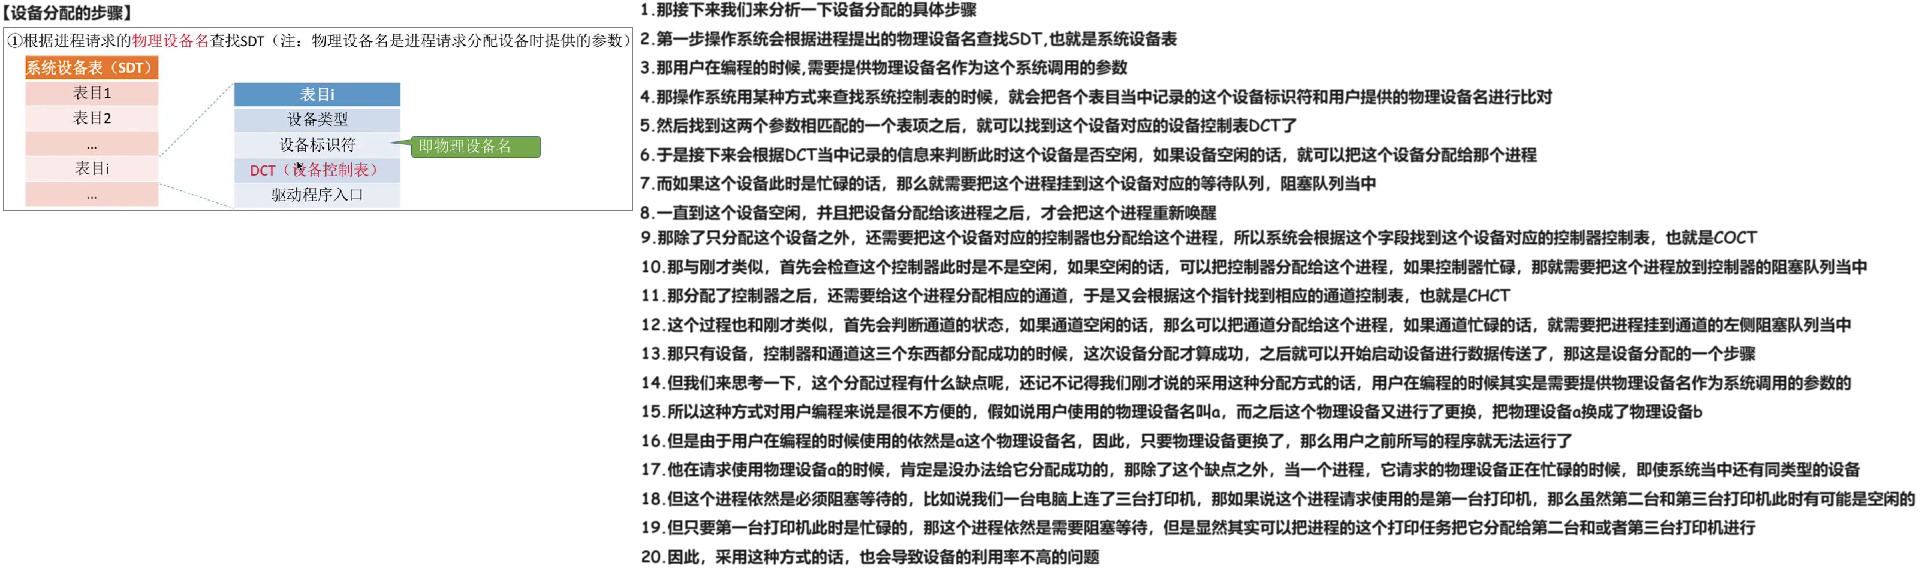 【设备分配的步骤】
①根据进程请求的物理设备名查找SDT（注：物理设备名是进程请求分配设备时提供的参数）
系统设备表（SDT）
表目1
表目2
...
表目i
...
表目i
设备类型
设备标识符
DCT（设备控制表）
驱动程序入口
即物理设备名
1.那接下来我们来分析一下设备分配的具体步骤
2.第一步操作系统会根据进程提出的物理设备名查找SDT,也就是系统设备表
3.那用户在编程的时候,需要提供物理设备名作为这个系统调用的参数
4.那操作系统用某种方式来查找系统控制表的时候，就会把各个表目当中记录的这个设备标识符和用户提供的物理设备名进行比对
5.然后找到这两个参数相匹配的一个表项之后，就可以找到这个设备对应的设备控制表DCT了
6.于是接下来会根据DCT当中记录的信息来判断此时这个设备是否空闲，如果设备空闲的话，就可以把这个设备分配给那个进程
7.而如果这个设备此时是忙碌的话，那么就需要把这个进程挂到这个设备对应的等待队列，阻塞队列当中
8.一直到这个设备空闲，并且把设备分配给该进程之后，才会把这个进程重新唤醒
9.那除了只分配这个设备之外，还需要把这个设备对应的控制器也分配给这个进程，所以系统会根据这个字段找到这个设备对应的控制器控制表，也就是COCT
10.那与刚才类似，首先会检查这个控制器此时是不是空闲，如果空闲的话，可以把控制器分配给这个进程，如果控制器忙碌，那就需要把这个进程放到控制器的阻塞队列当中
11.那分配了控制器之后，还需要给这个进程分配相应的通道，于是又会根据这个指针找到相应的通道控制表，也就是CHCT
12.这个过程也和刚才类似，首先会判断通道的状态，如果通道空闲的话，那么可以把通道分配给这个进程，如果通道忙碌的话，就需要把进程挂到通道的左侧阻塞队列当中
13.那只有设备，控制器和通道这三个东西都分配成功的时候，这次设备分配才算成功，之后就可以开始启动设备进行数据传送了，那这是设备分配的一个步骤
14.但我们来思考一下，这个分配过程有什么缺点呢，还记不记得我们刚才说的采用这种分配方式的话，用户在编程的时候其实是需要提供物理设备名作为系统调用的参数的
15.所以这种方式对用户编程来说是很不方便的，假如说用户使用的物理设备名叫a，而之后这个物理设备又进行了更换，把物理设备a换成了物理设备b
16.但是由于用户在编程的时候使用的依然是a这个物理设备名，因此，只要物理设备更换了，那么用户之前所写的程序就无法运行了
17.他在请求使用物理设备a的时候，肯定是没办法给它分配成功的，那除了这个缺点之外，当一个进程，它请求的物理设备正在忙碌的时候，即使系统当中还有同类型的设备
18.但这个进程依然是必须阻塞等待的，比如说我们一台电脑上连了三台打印机，那如果说这个进程请求使用的是第一台打印机，那么虽然第二台和第三台打印机此时有可能是空闲的
19.但只要第一台打印机此时是忙碌的，那这个进程依然是需要阻塞等待，但是显然其实可以把进程的这个打印任务把它分配给第二台和或者第三台打印机进行
20.因此，采用这种方式的话，也会导致设备的利用率不高的问题